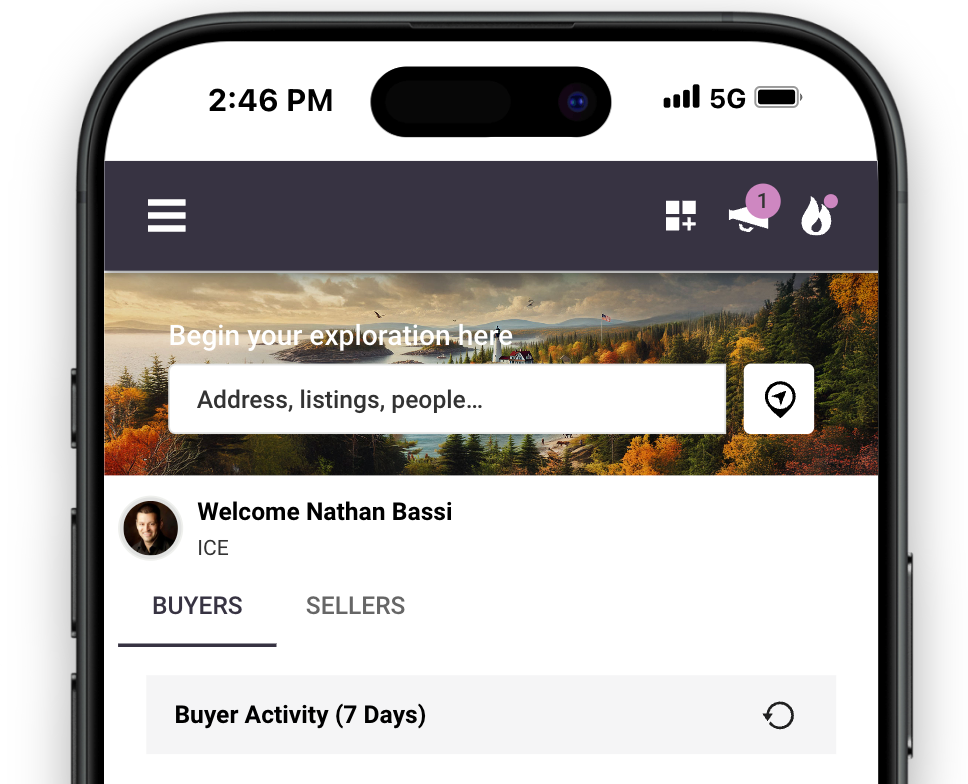 2:46 PM 5G
1
Begin your exploration here
Address, listings, people...
Welcome Nathan Bassi
ICE
BUYERS SELLERS
Buyer Activity (7 Days)